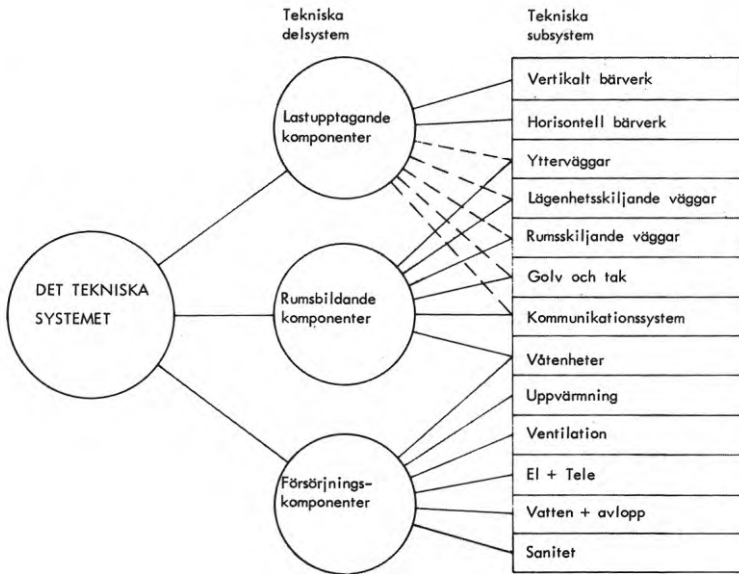 Tekniska
delsystem
Tekniska
subsystem
DET TEKNISKA
SYSTEMET
Lastupptagande
komponenter
Rumsbildande
komponenter
Försörjnings-
komponenter
Vertikalt bärverk
Horisontell bärverk
Ytterväggar
Lägenhetsskiljande väggar
Rumsskiljande väggar
Golv och tak
Kommunikationssystem
Våtenheter
Uppvärmning
Ventilation
El + Tele
Vatten + avlopp
Sanitet